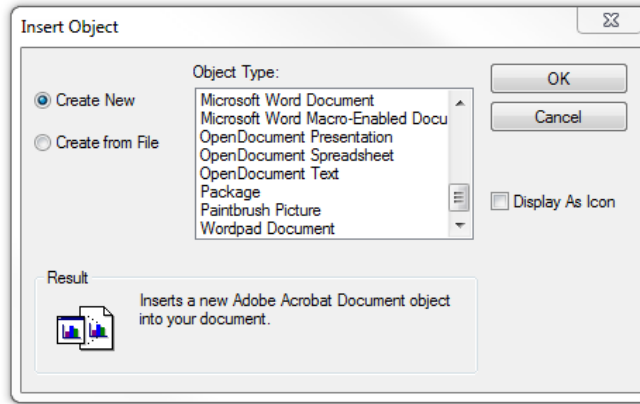 Insert Object
Object Type:
Create New
Create from File
Microsoft Word Document
Microsoft Word Macro-Enabled Docu
OpenDocument Presentation
OpenDocument Spreadsheet
OpenDocument Text
Package
Paintbrush Picture
Wordpad Document
OK
Cancel
Display As Icon
Result
Inserts a new Adobe Acrobat Document object
into your document.